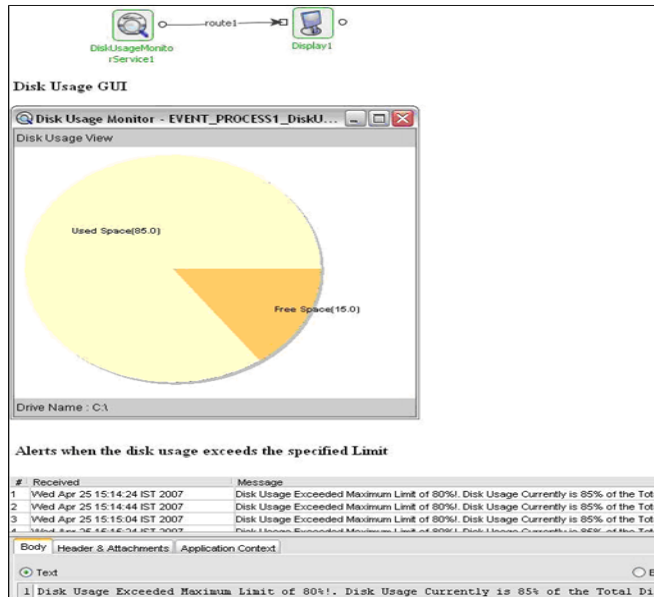 route1
DiskUsageMonito
rService1
Display1
Disk Usage GUI
Disk Usage Monitor - EVENT_PROCESS1_DiskU...
Disk Usage View
Used Space(85.0)
Free Space(15.0)
Drive Name : C:\
Alerts when the disk usage exceeds the specified Limit
# Received Message
1 Wed Apr 25 15:14:24 IST 2007 Disk Usage Exceeded Maximum Limit of 80%!. Disk Usage Currently is 85% of the Tot
2 Wed Apr 25 15:14:44 IST 2007 Disk Usage Exceeded Maximum Limit of 80%!. Disk Usage Currently is 85% of the Tot
3 Wed Apr 25 15:15:04 IST 2007 Disk Usage Exceeded Maximum Limit of 80%!. Disk Usage Currently is 85% of the Tot
Body Header & Attachments Application Context
Text
1 Disk Usage Exceeded Maximum Limit of 80%!. Disk Usage Currently is 85% of the Total Di